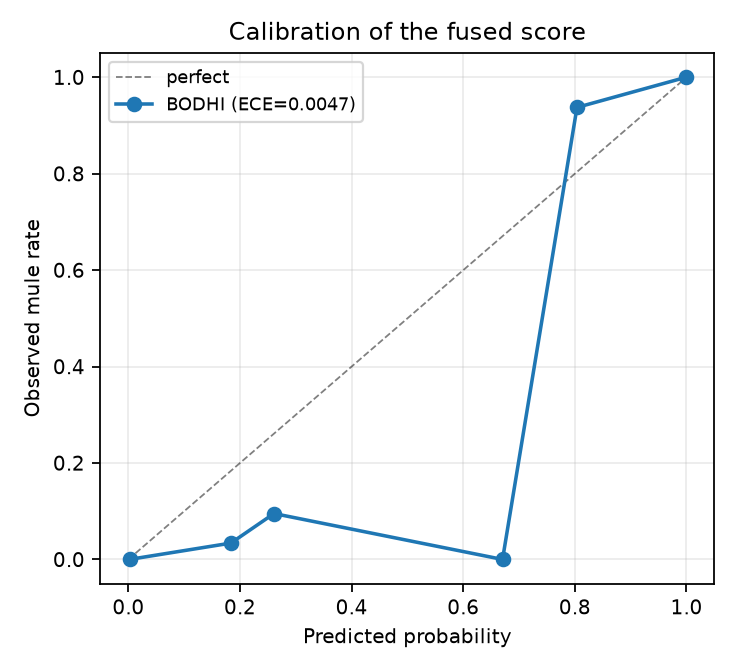 Calibration of the fused score
perfect
BODHI (ECE=0.0047)
1.0
0.8
0.6
0.4
0.2
0.0
Observed mule rate
0.0 0.2 0.4 0.6 0.8 1.0
Predicted probability